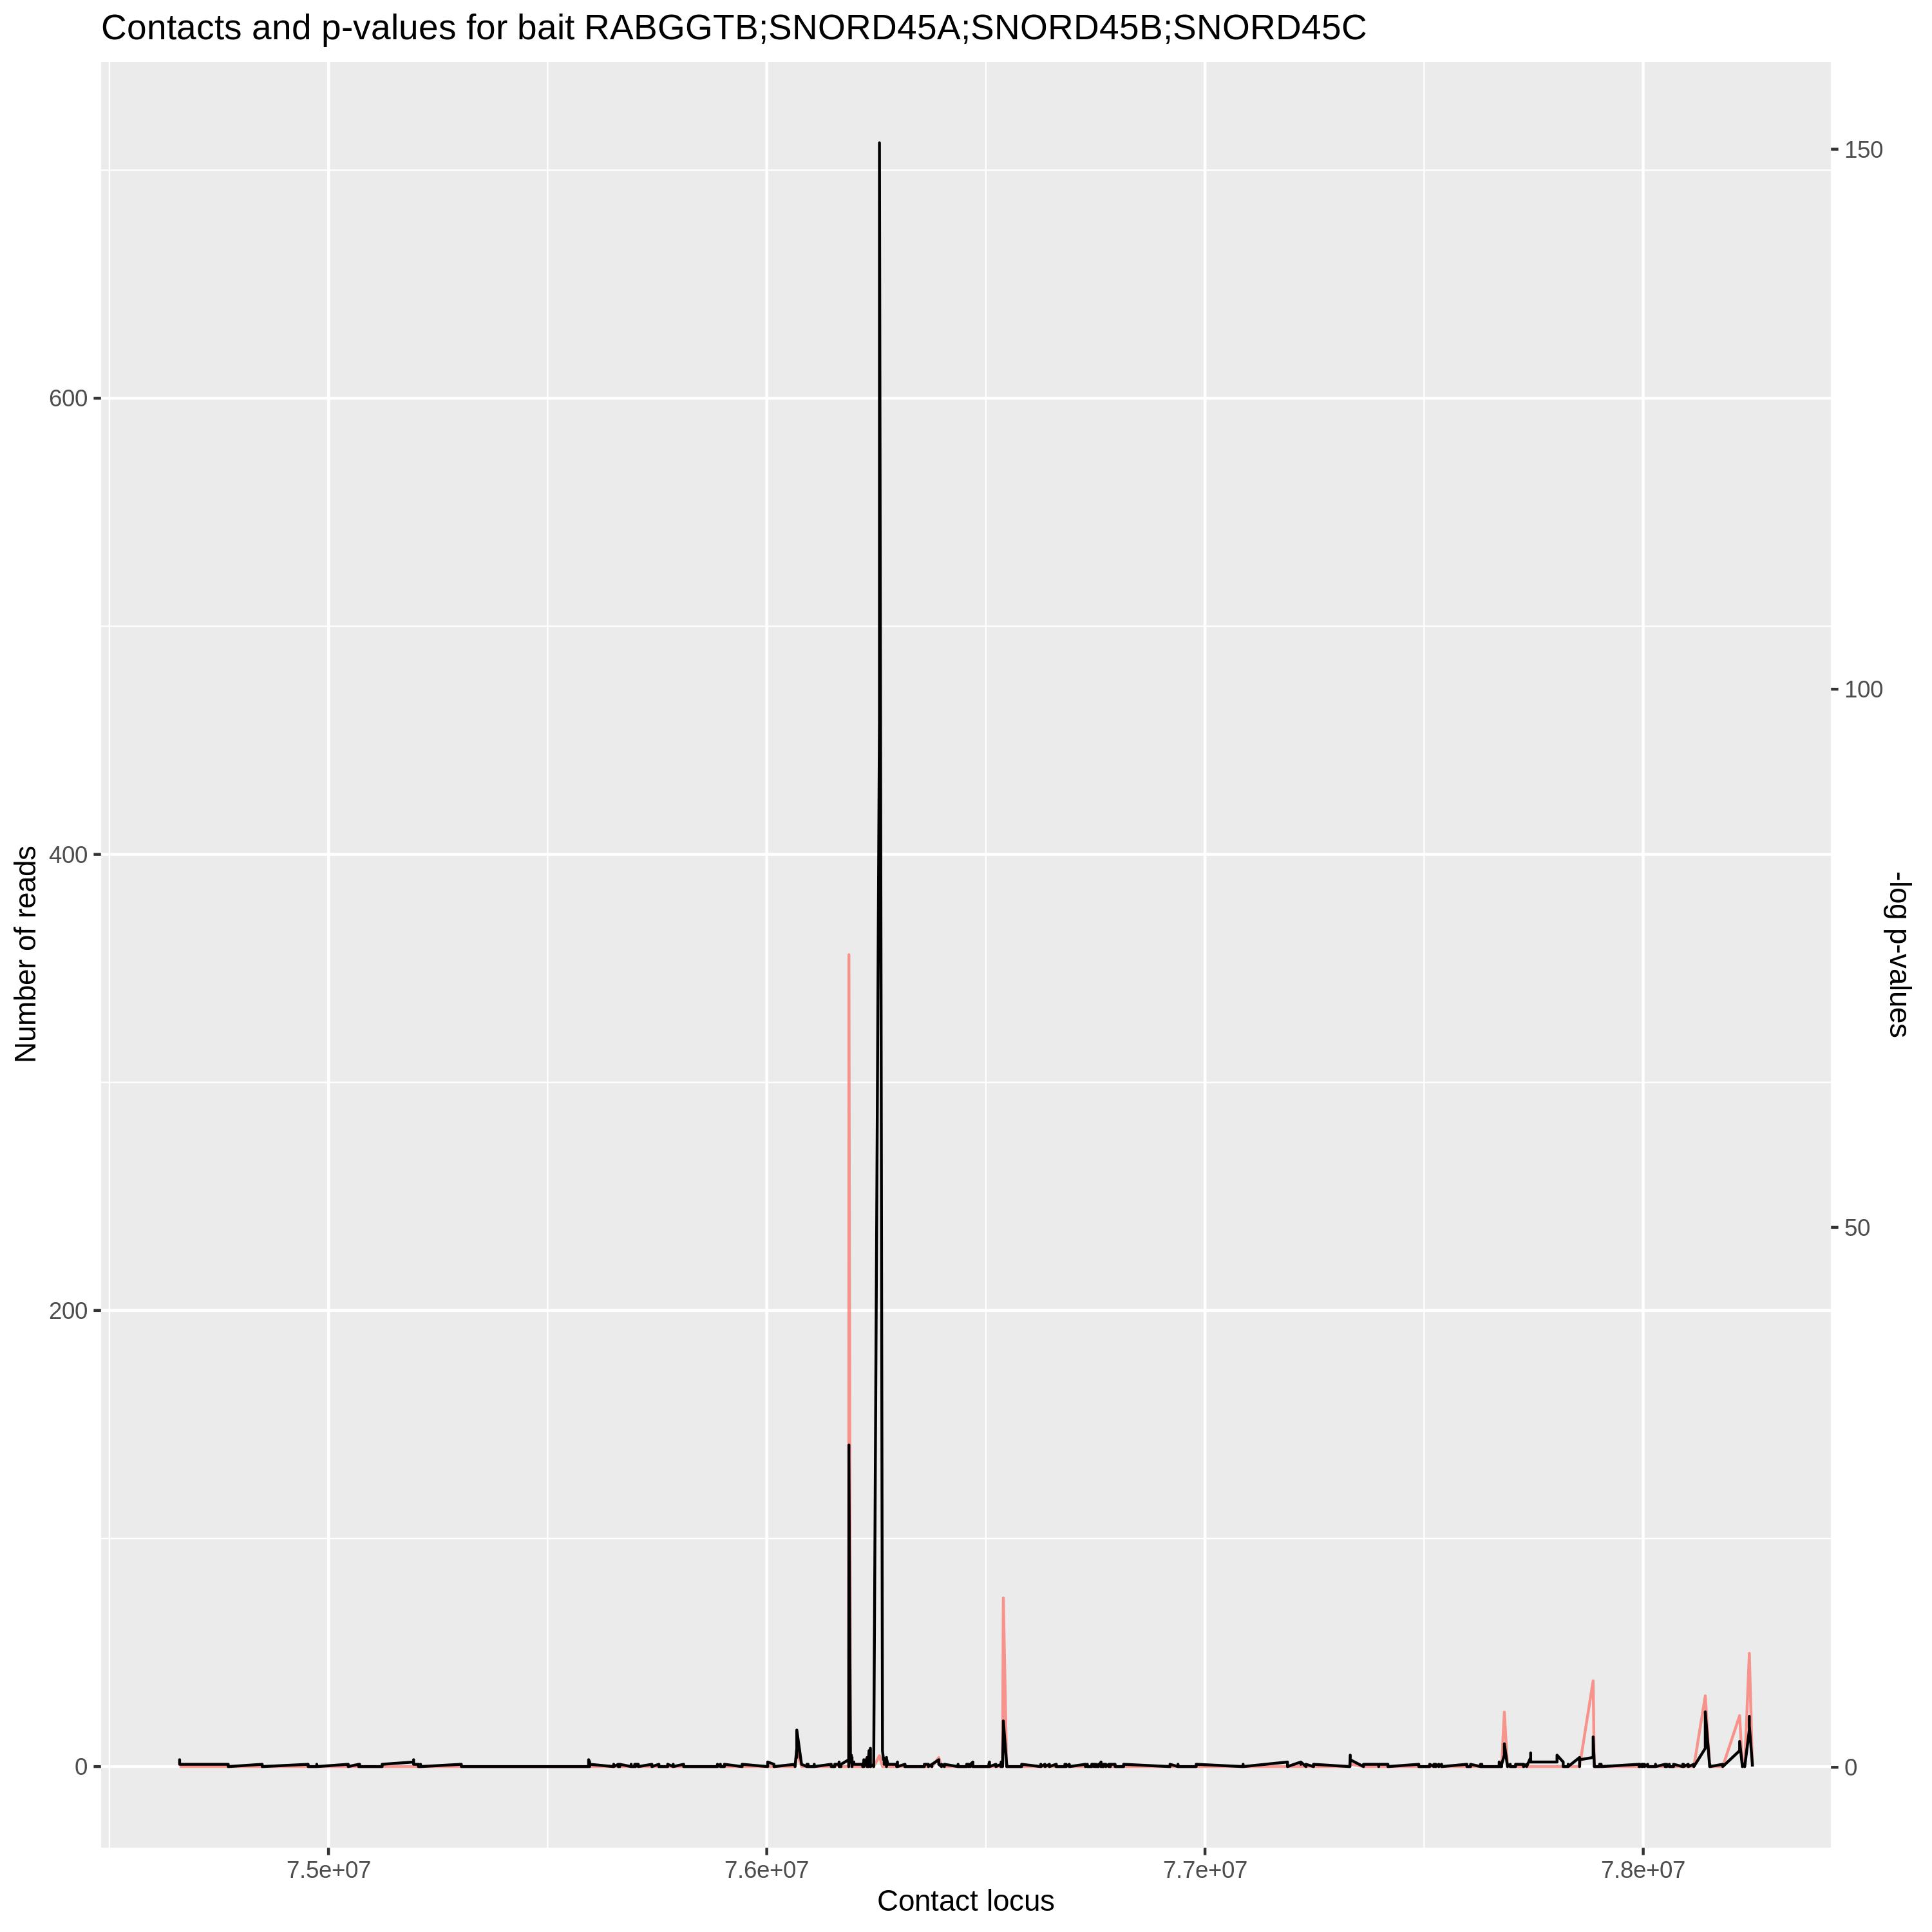 Contacts and p-values for bait RABGGTB;SNORD45A;SNORD45B;SNORD45C
Number of reads
600
400
200
0
150
100
50
0
-log p-values
7.5e+07
7.6e+07
7.7e+07
7.8e+07
Contact locus